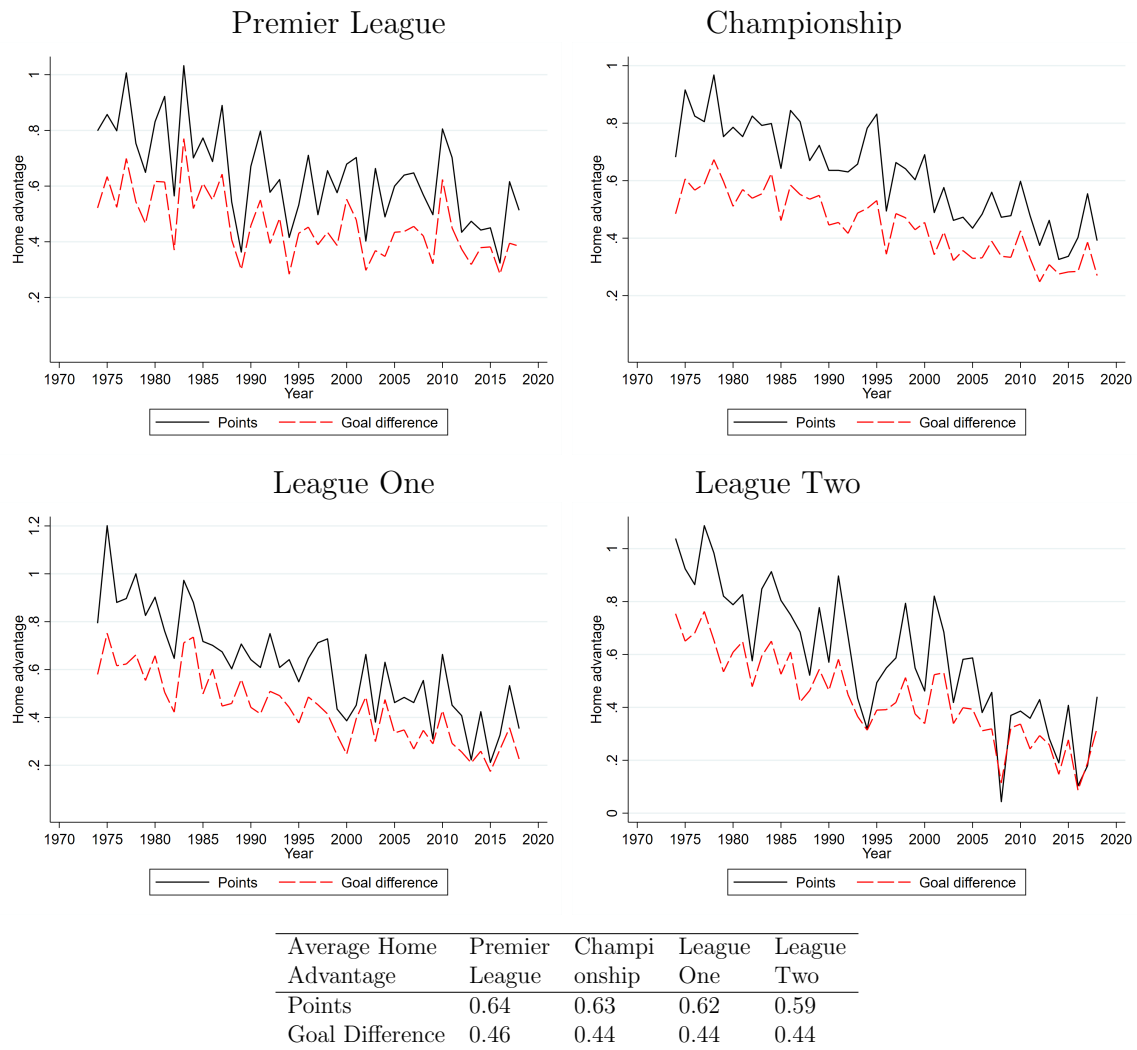 Premier League
Home advantage
1
.8
.6
.4
.2
1970 1975 1980 1985 1990 1995 2000 2005 2010 2015 2020
Year
Points Goal difference
Championship
Home advantage
1
.8
.6
.4
.2
1970 1975 1980 1985 1990 1995 2000 2005 2010 2015 2020
Year
Points Goal difference
League One
Home advantage
1.2
1
.8
.6
.4
.2
1970 1975 1980 1985 1990 1995 2000 2005 2010 2015 2020
Year
Points Goal difference
League Two
Home advantage
1
.8
.6
.4
.2
0
1970 1975 1980 1985 1990 1995 2000 2005 2010 2015 2020
Year
Points Goal difference
Average Home Premier Champi League League
Advantage League onship One Two
Points 0.64 0.63 0.62 0.59
Goal Difference 0.46 0.44 0.44 0.44